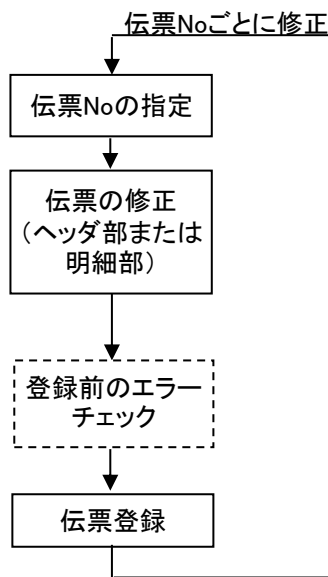 伝票Noごとに修正
伝票Noの指定
伝票の修正
（ヘッダ部または
明細部）
登録前のエラー
チェック
伝票登録